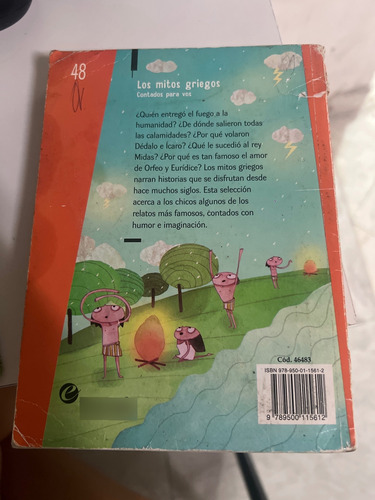 48
Los mitos griegos
Contados para vos
¿Quién entregó el fuego a la
humanidad? ¿De dónde salieron todas
las calamidades? ¿Por qué volaron
Dédalo e Ícaro? ¿Qué le sucedió al rey
Midas? ¿Por qué es tan famoso el amor
de Orfeo y Eurídice? Los mitos griegos
narran historias que se disfrutan desde
hace muchos siglos. Esta selección
acerca a los chicos algunos de los
relatos más famosos, contados con
humor e imaginación.
Cód. 46483
ISBN 978-950-01-1561-2
9 789500 115612